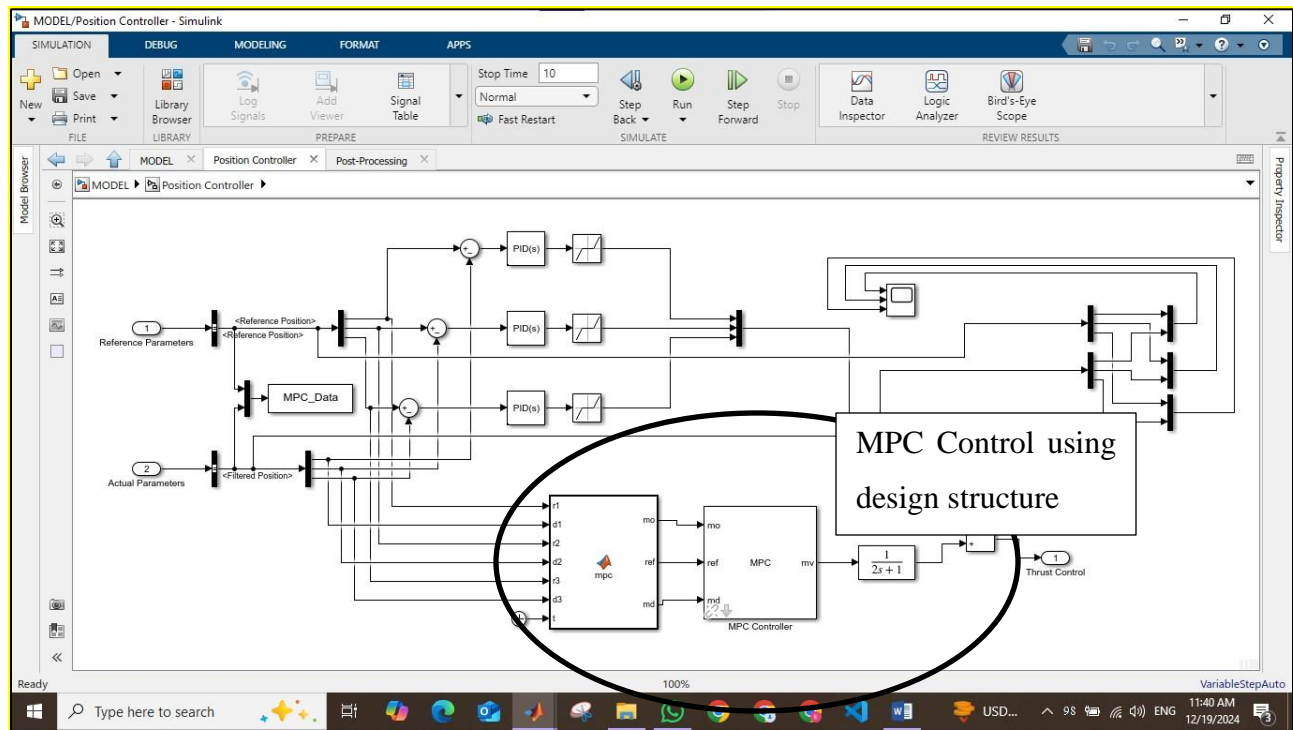 MODEL/Position Controller - Simulink
SIMULATION DEBUG MODELING FORMAT APPS
New
Open
Save
Print
FILE
Library Browser
LIBRARY
Log Signals
Add Viewer
Signal Table
PREPARE
Stop Time 10
Normal
Fast Restart
Step Back
Run
Step Forward
Stop
SIMULATE
Data Inspector
Logic Analyzer
Bird's-Eye Scope
REVIEW RESULTS
Model Browser
Property Inspector
MODEL Position Controller Post-Processing
MODEL Position Controller
PID(s)
<Reference Position>
<Reference Position>
1
Reference Parameters
PID(s)
MPC_Data
PID(s)
2
Actual Parameters
<Filtered Position>
MPC Control using
design structure
r1
d1
r2
d2
r3
d3
t
mpc
mo
ref
md
mo
ref
md
MPC
mv
MPC Controller
1
2s + 1
+
1
Thrust Control
Ready
100%
VariableStepAuto
Type here to search
USD...
98
ENG
11:40 AM
12/19/2024
3